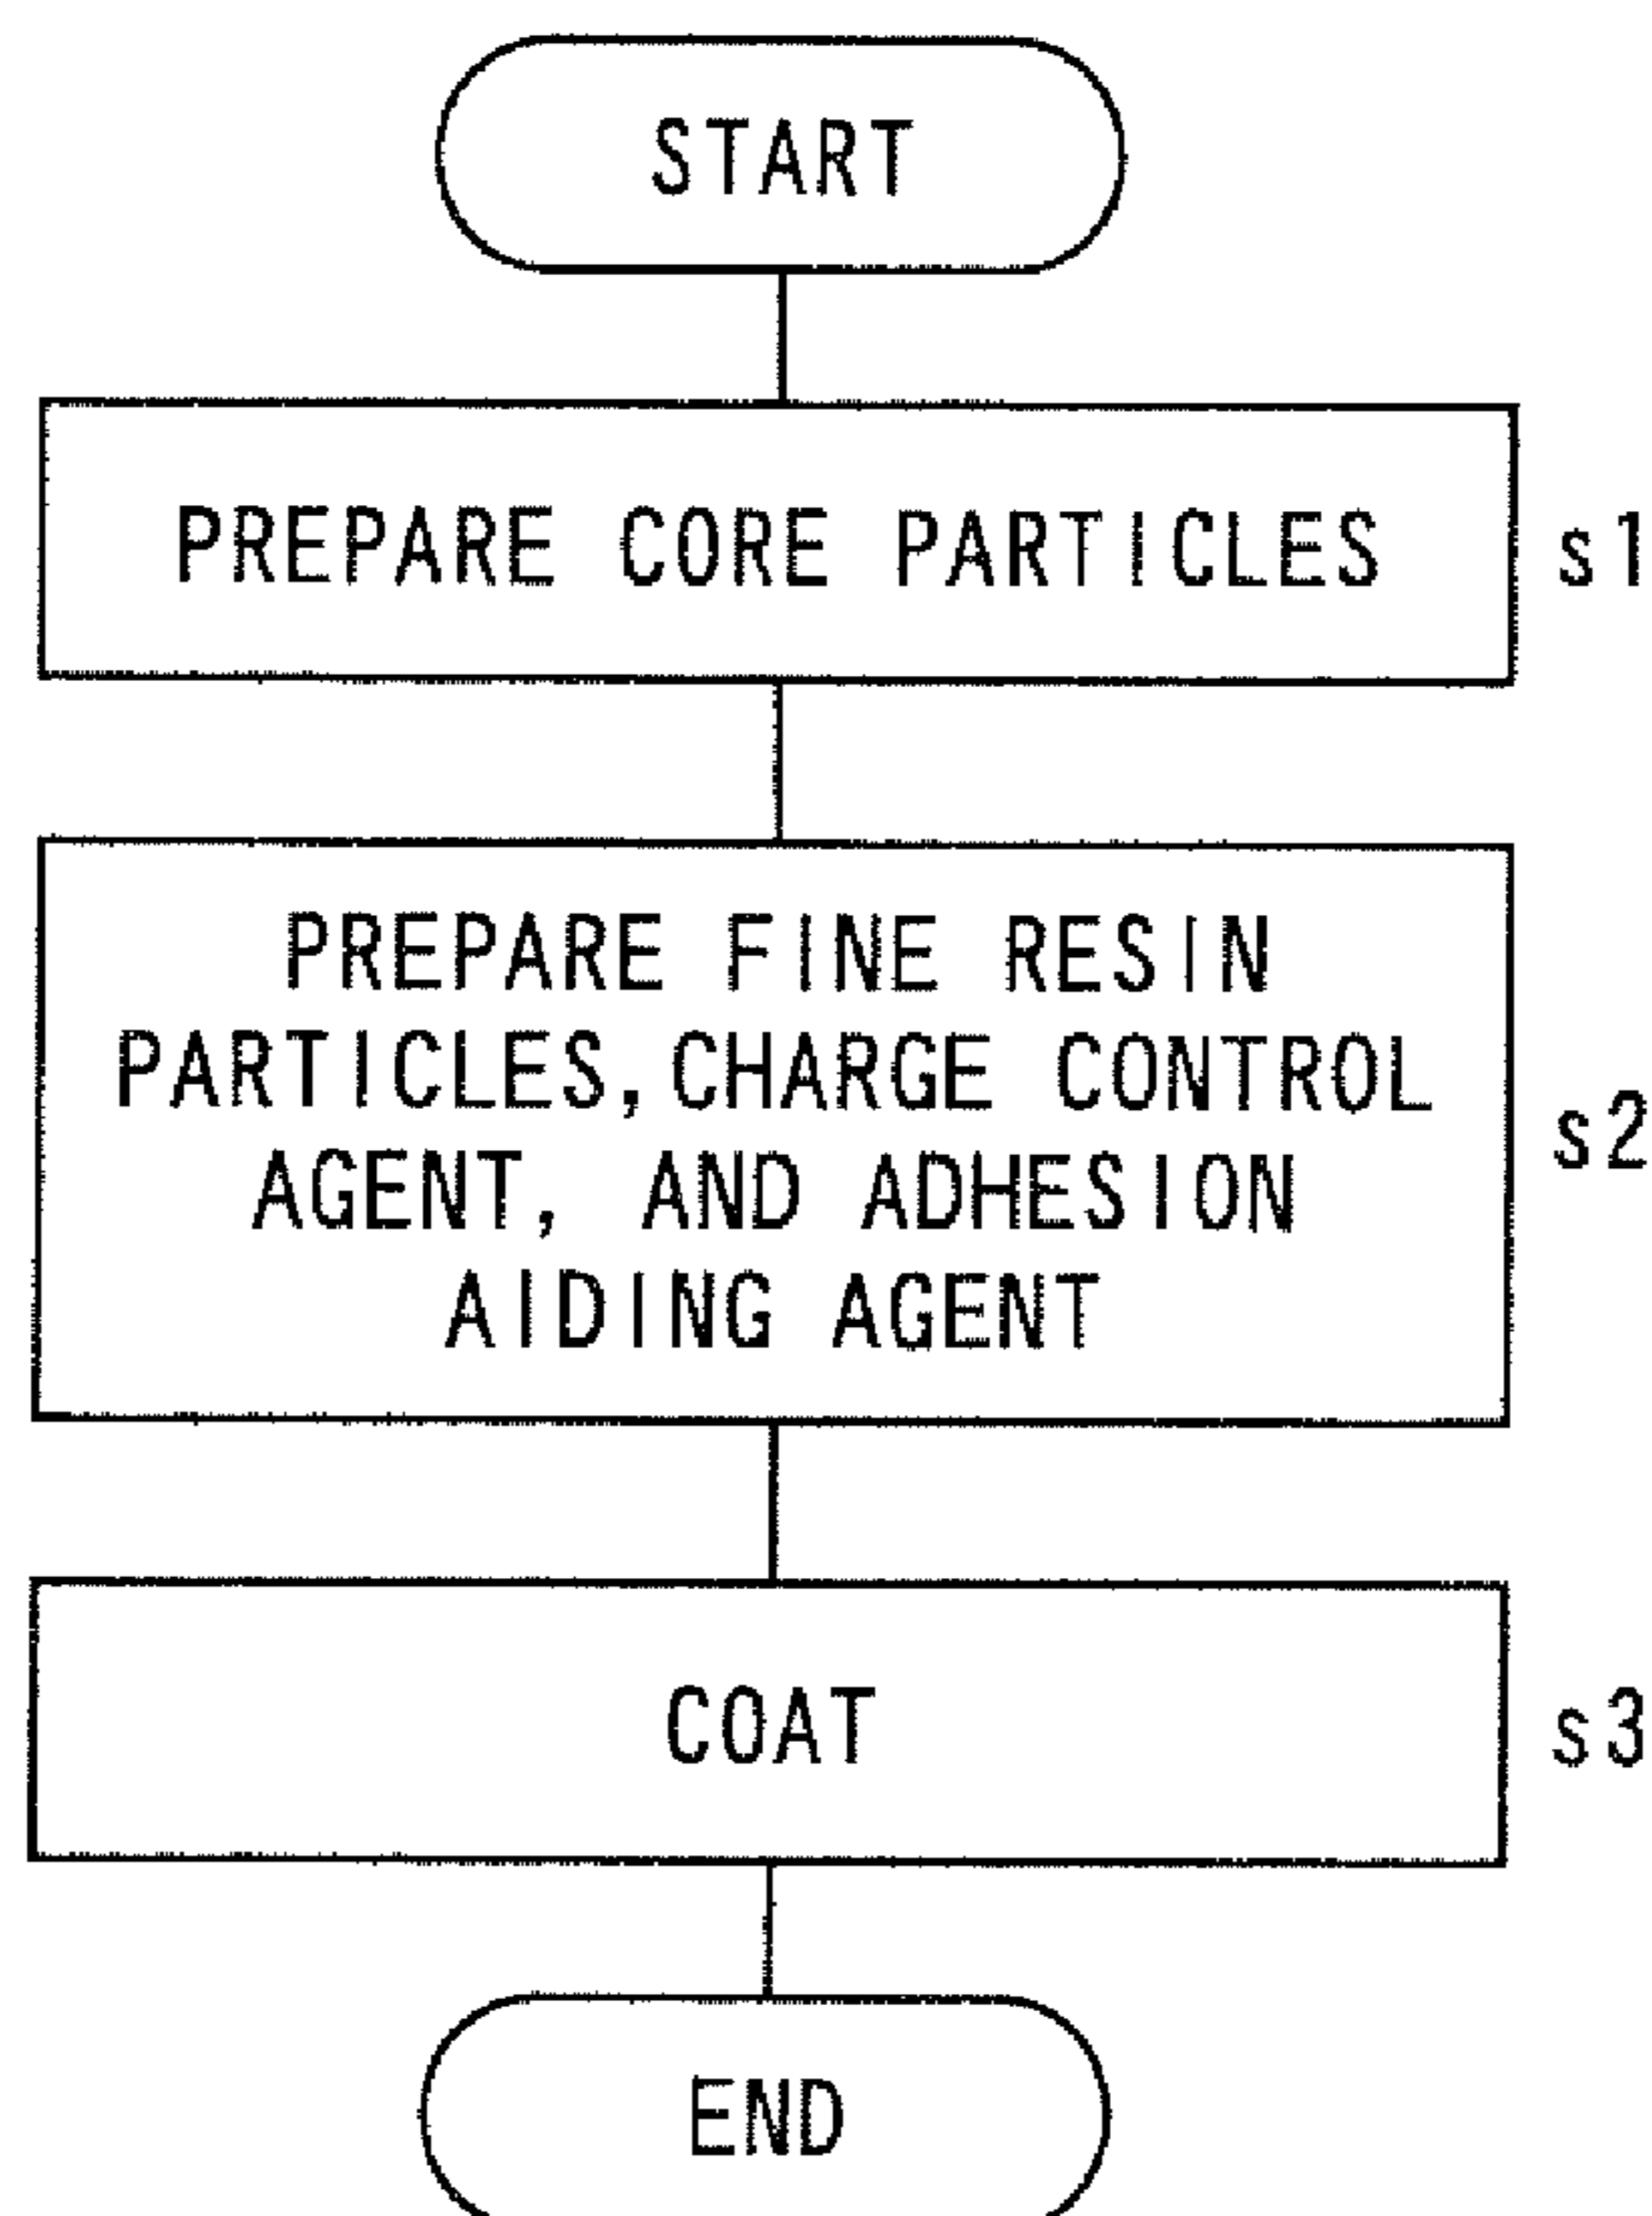 START
PREPARE CORE PARTICLES
s1
PREPARE FINE RESIN
PARTICLES, CHARGE CONTROL
AGENT, AND ADHESION
AIDING AGENT
s2
COAT
s3
END